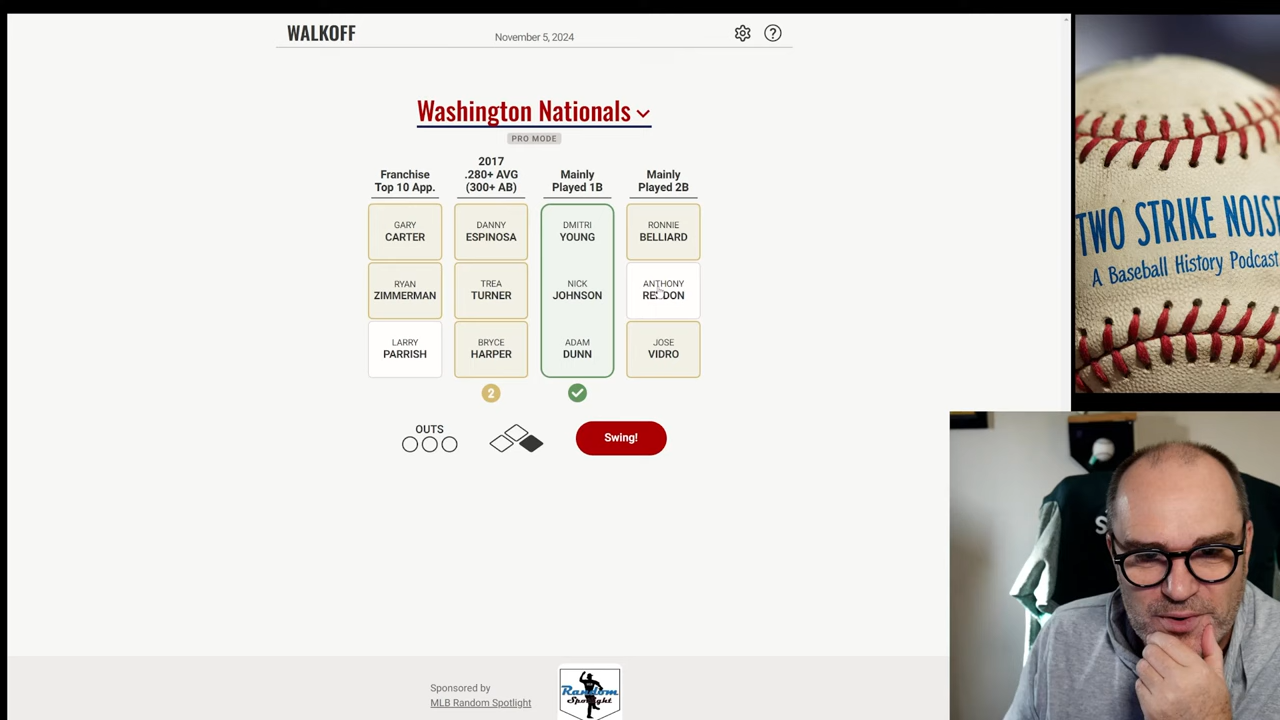 WALKOFF
November 5, 2024
Washington Nationals
PRO MODE
Franchise
Top 10 App.
2017
.280+ AVG
(300+ AB)
Mainly
Played 1B
Mainly
Played 2B
GARY
CARTER
DANNY
ESPINOSA
DMITRI
YOUNG
RONNIE
BELLIARD
RYAN
ZIMMERMAN
TREA
TURNER
NICK
JOHNSON
ANTHONY
RENDON
LARRY
PARRISH
BRYCE
HARPER
ADAM
DUNN
JOSE
VIDRO
2
OUTS
Swing!
Sponsored by
MLB Random Spotlight
Random
Spotlight
TWO STRIKE NOISE
A Baseball History Podcast
S